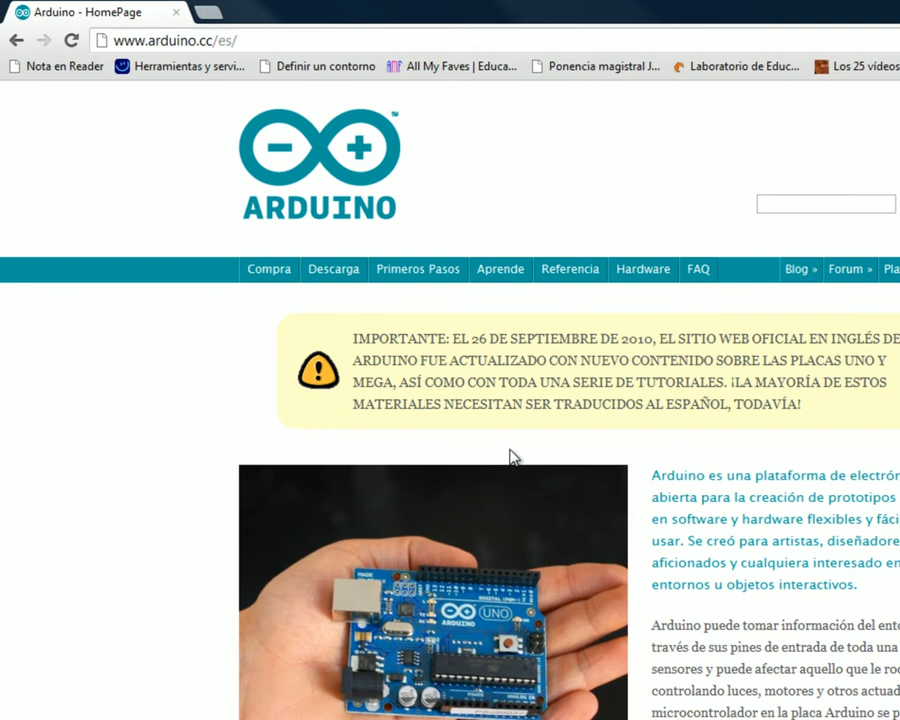 Arduino - HomePage
www.arduino.cc/es/
Nota en Reader
Herramientas y servi...
Definir un contorno
All My Faves | Educa...
Ponencia magistral J...
Laboratorio de Educ...
Los 25 vídeos
ARDUINO
TM
Compra
Descarga
Primeros Pasos
Aprende
Referencia
Hardware
FAQ
Blog »
Forum »
IMPORTANTE: EL 26 DE SEPTIEMBRE DE 2010, EL SITIO WEB OFICIAL EN INGLÉS DE
ARDUINO FUE ACTUALIZADO CON NUEVO CONTENIDO SOBRE LAS PLACAS UNO Y
MEGA, ASÍ COMO CON TODA UNA SERIE DE TUTORIALES. ¡LA MAYORÍA DE ESTOS
MATERIALES NECESITAN SER TRADUCIDOS AL ESPAÑOL, TODAVÍA!
Arduino es una plataforma de electrón
abierta para la creación de prototipos
en software y hardware flexibles y fáci
usar. Se creó para artistas, diseñadore
aficionados y cualquiera interesado en
entornos u objetos interactivos.
Arduino puede tomar información del ento
través de sus pines de entrada de toda una
sensores y puede afectar aquello que le rod
controlando luces, motores y otros actuad
microcontrolador en la placa Arduino se p
UNO
ARDUINO